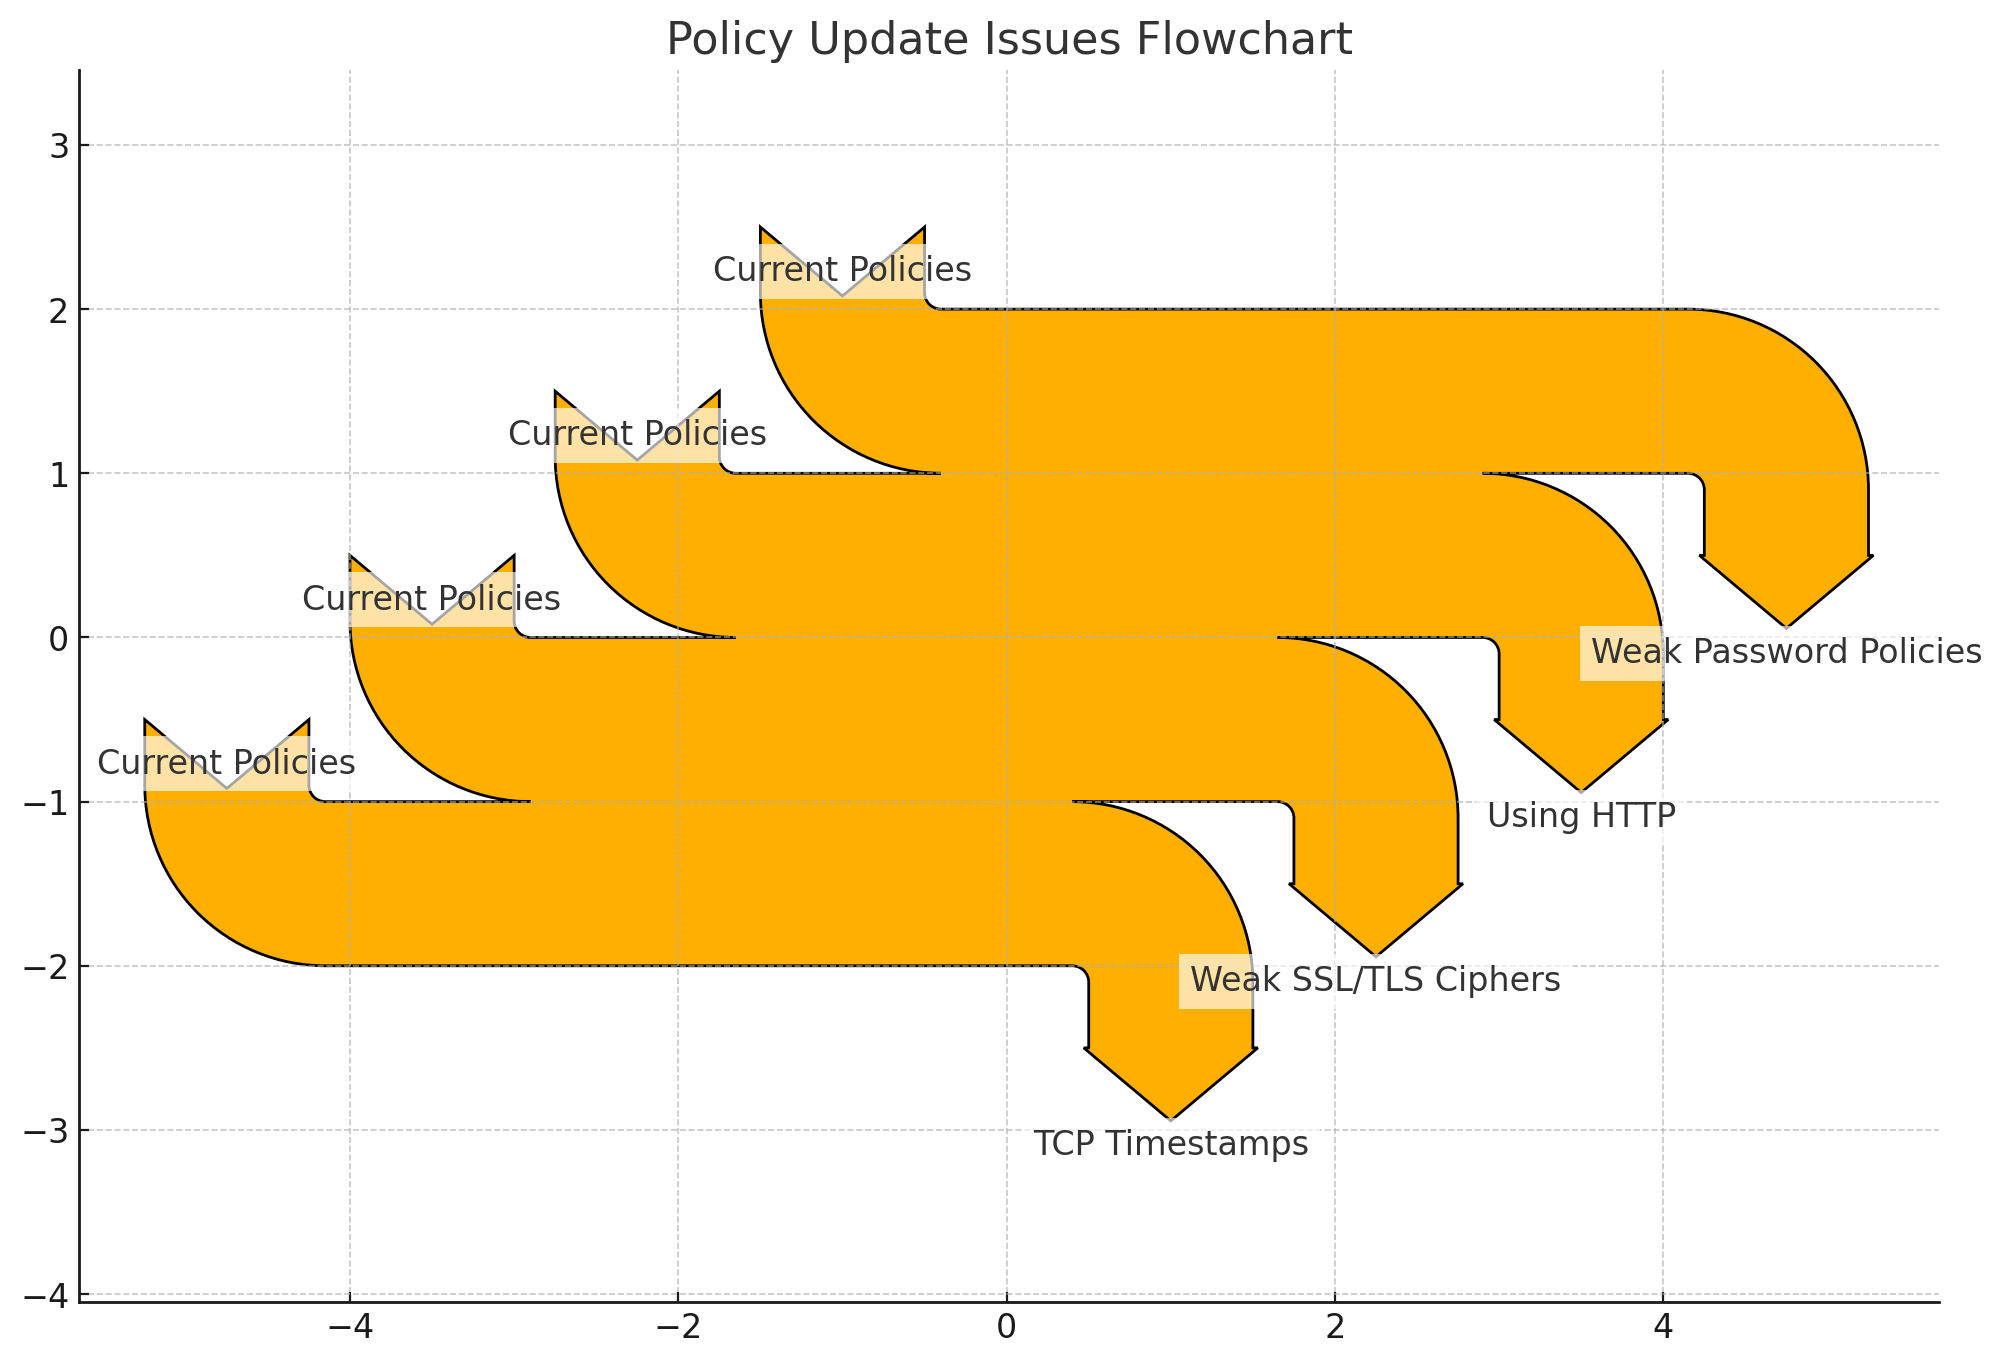 Policy Update Issues Flowchart
3
Current Policies
2
Current Policies
1
Current Policies
0
Weak Password Policies
Current Policies
−1
Using HTTP
−2
Weak SSL/TLS Ciphers
−3
TCP Timestamps
−4
−4
−2
0
2
4